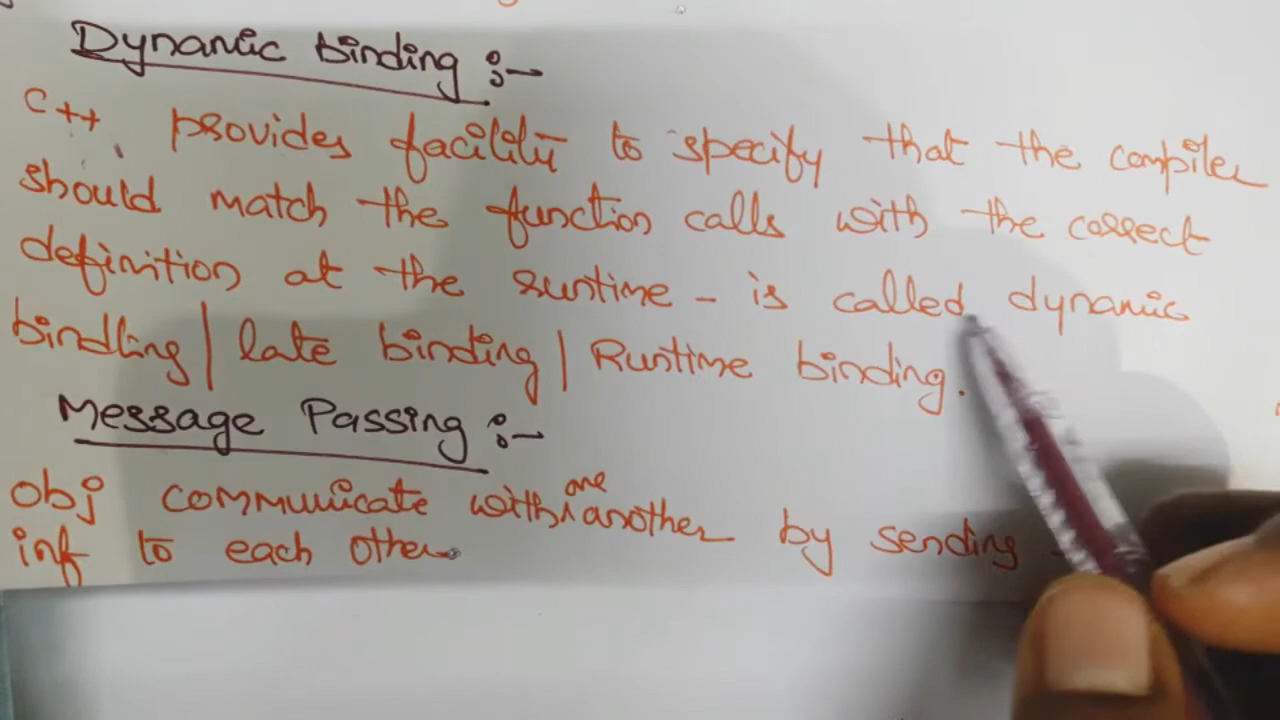 Dynamic Binding :-
C++ provides facility to specify that the compiler
should match the function calls with the correct
definition at the runtime - is called dynamic
bindling | late binding | Runtime binding.
Message Passing :-
obj communicate with one another by sending
inf to each other.